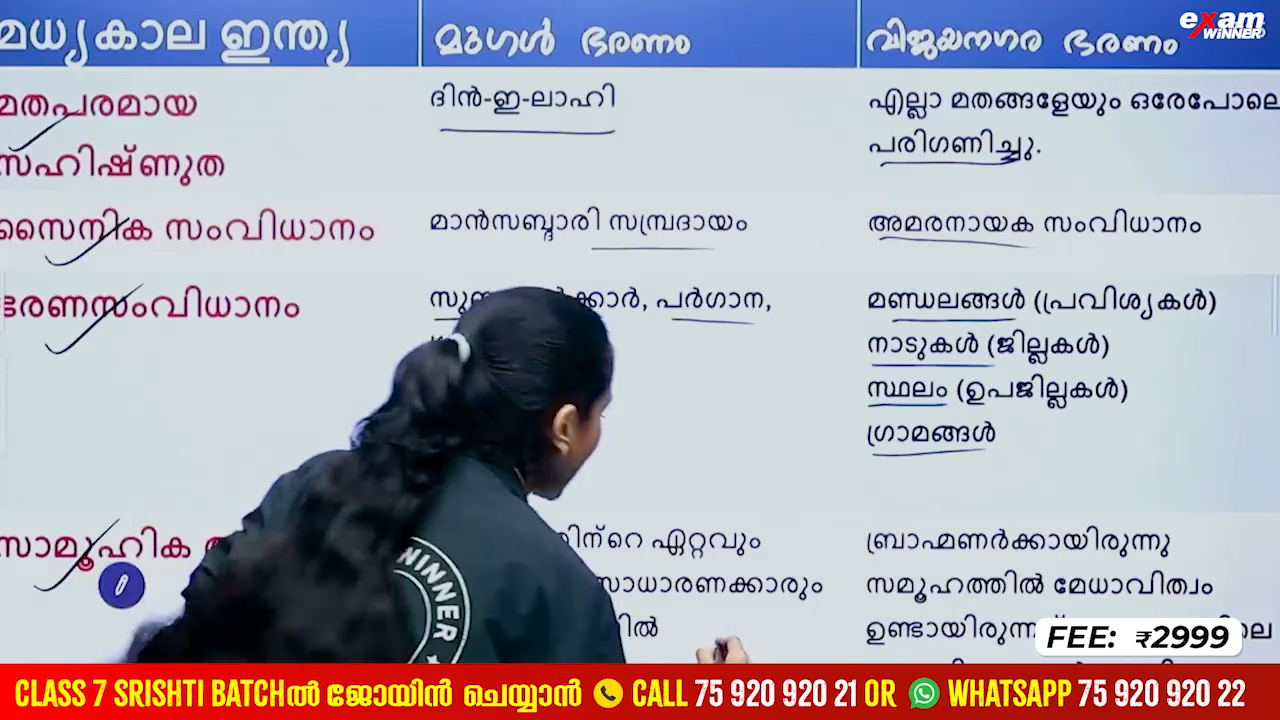 മധ്യകാല ഇന്ത്യ
മുഗൾ ഭരണം
വിജയനഗര ഭരണം
exam
WINNER
മതപരമായ
സഹിഷ്ണുത
ദിൻ-ഇ-ലാഹി
എല്ലാ മതങ്ങളേയും ഒരേപോലെ
പരിഗണിച്ചു.
സൈനിക സംവിധാനം
മാൻസബ്ദാരി സമ്പ്രദായം
അമരനായക സംവിധാനം
ഭരണസംവിധാനം
പർഗാന,
മണ്ഡലങ്ങൾ (പ്രവിശ്യകൾ)
നാടുകൾ (ജില്ലകൾ)
സ്ഥലം (ഉപജില്ലകൾ)
ഗ്രാമങ്ങൾ
സാമൂഹിക
ഏറ്റവും
സാധാരണക്കാരും
ബ്രാഹ്മണർക്കായിരുന്നു
സമൂഹത്തിൽ മേധാവിത്വം
WINNER
FEE: ₹2999
CLASS 7 SRISHTI BATCHൽ ജോയിൻ ചെയ്യാൻ CALL 75 920 920 21 OR WHATSAPP 75 920 920 22